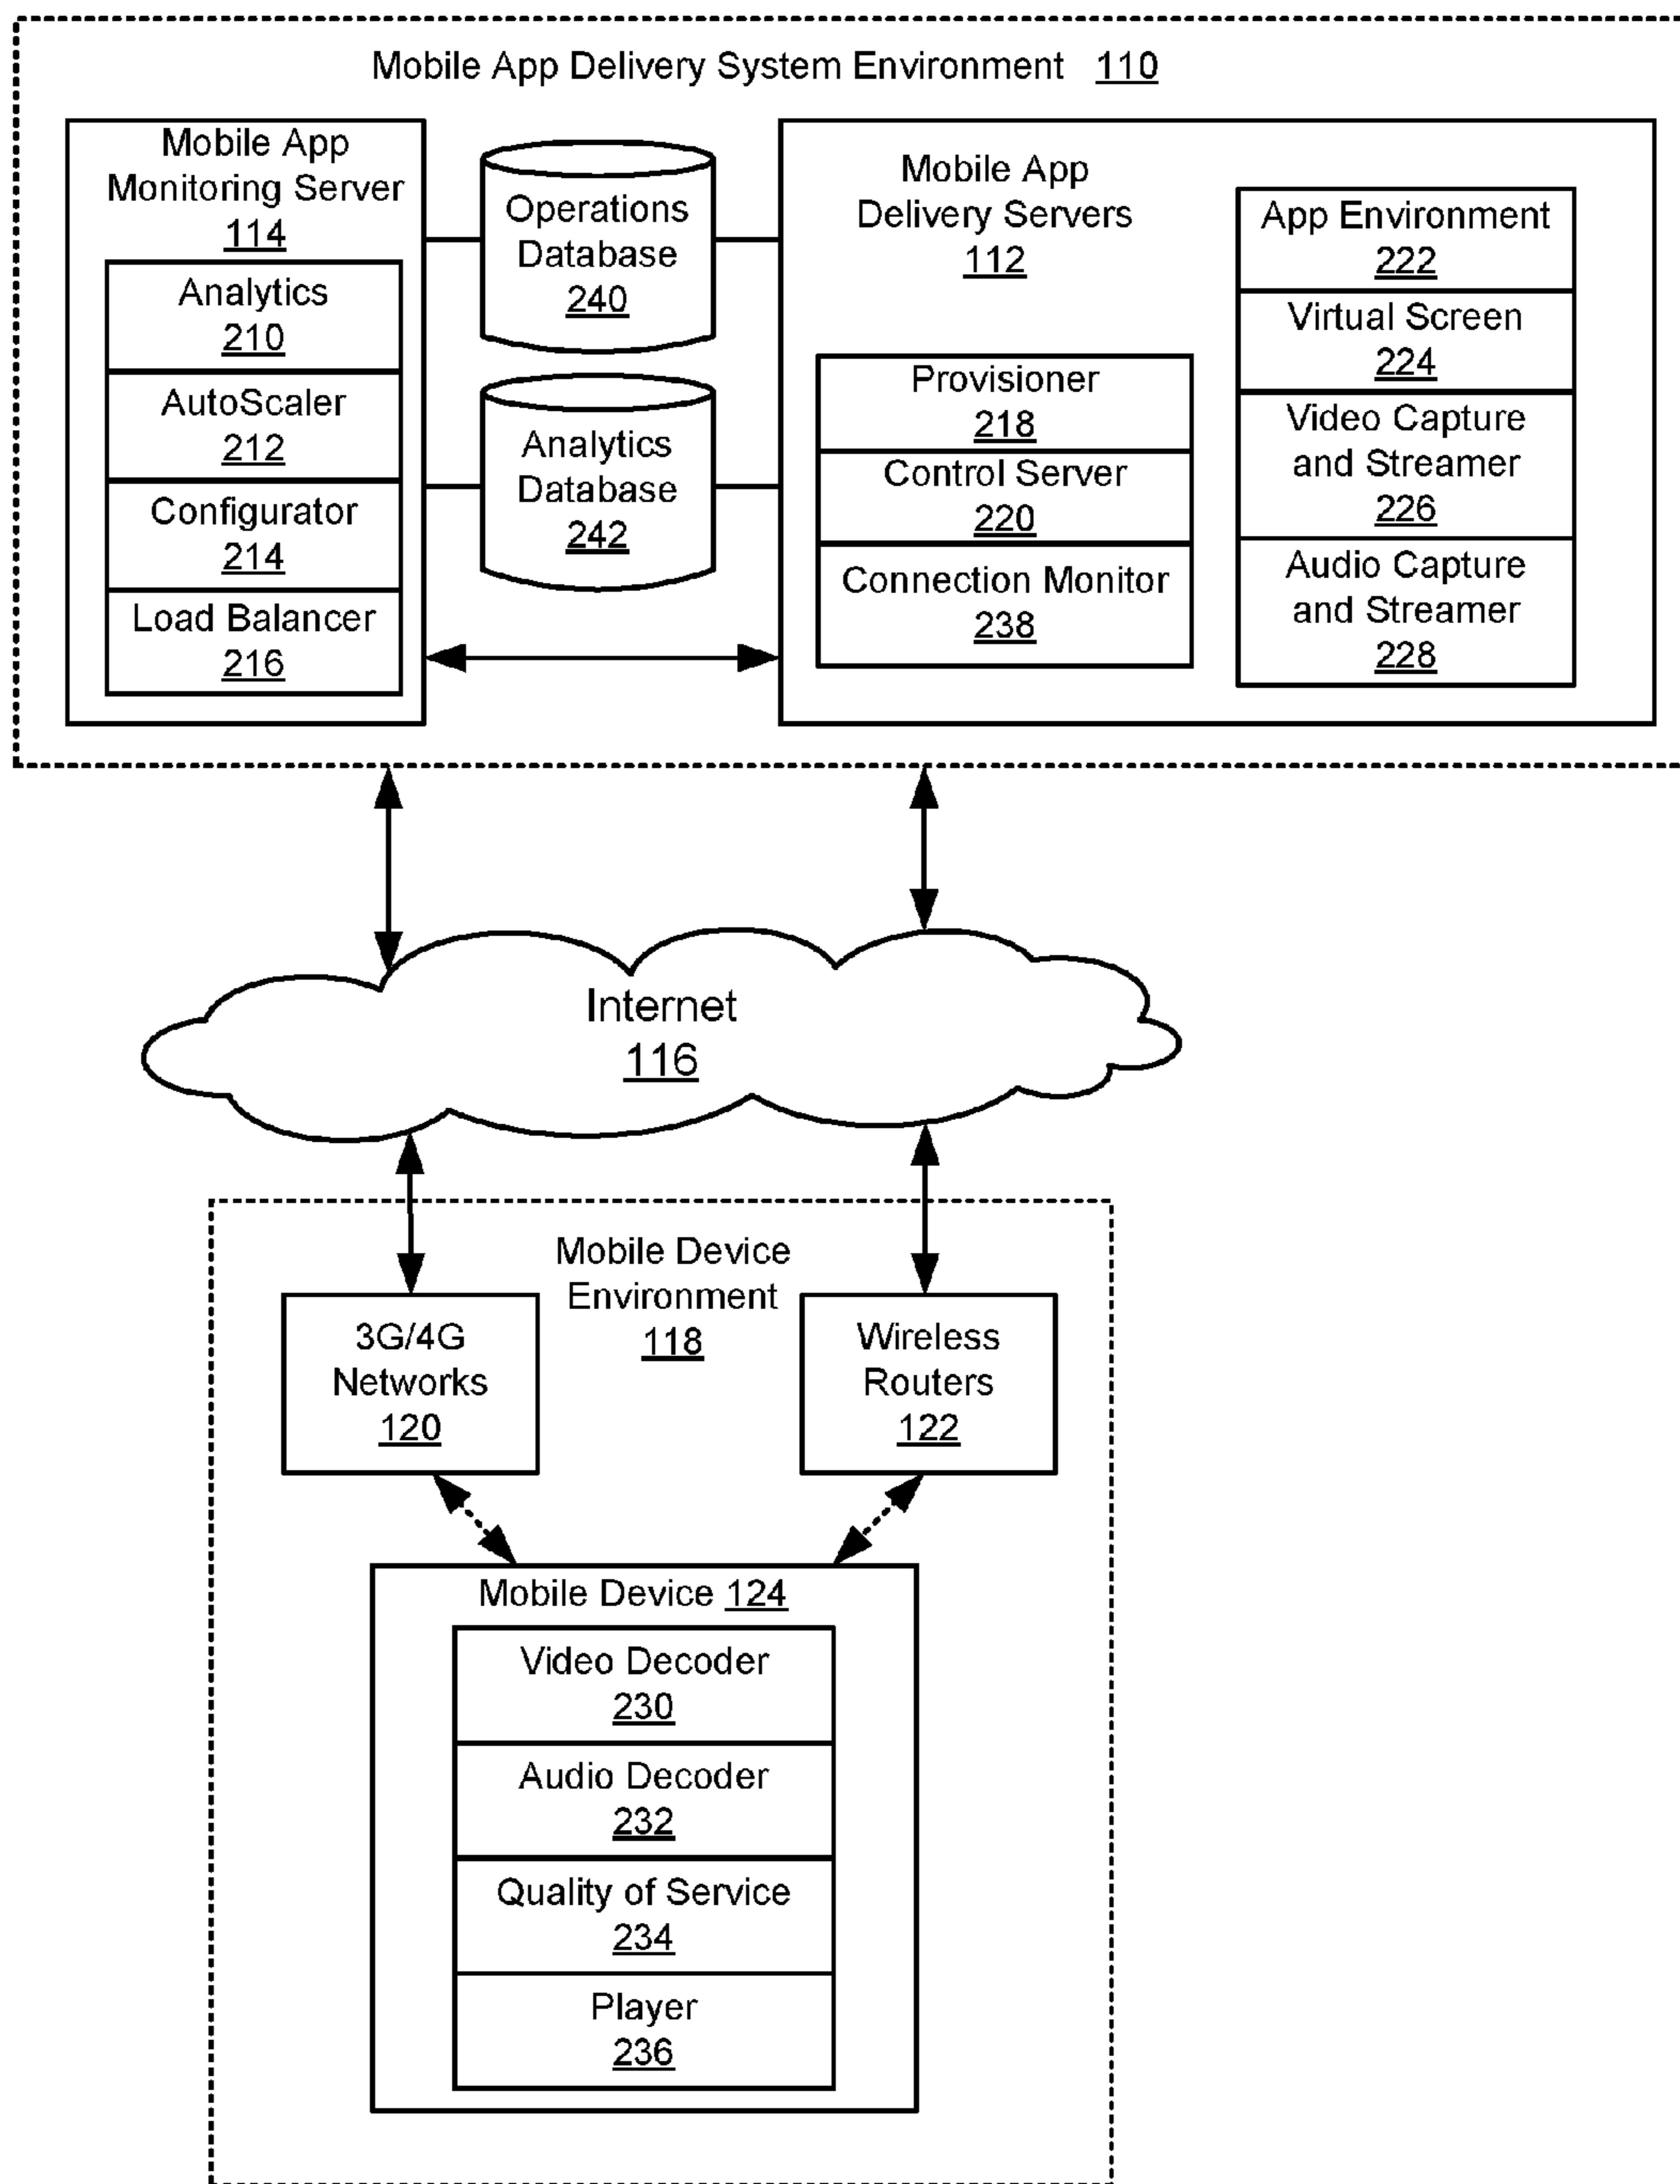 Mobile App Delivery System Environment 110
Mobile App
Monitoring Server
114
Analytics
210
AutoScaler
212
Configurator
214
Load Balancer
216
Operations
Database
240
Analytics
Database
242
Mobile App
Delivery Servers
112
Provisioner
218
Control Server
220
Connection Monitor
238
App Environment
222
Virtual Screen
224
Video Capture
and Streamer
226
Audio Capture
and Streamer
228
Internet
116
Mobile Device
Environment
118
3G/4G
Networks
120
Wireless
Routers
122
Mobile Device 124
Video Decoder
230
Audio Decoder
232
Quality of Service
234
Player
236